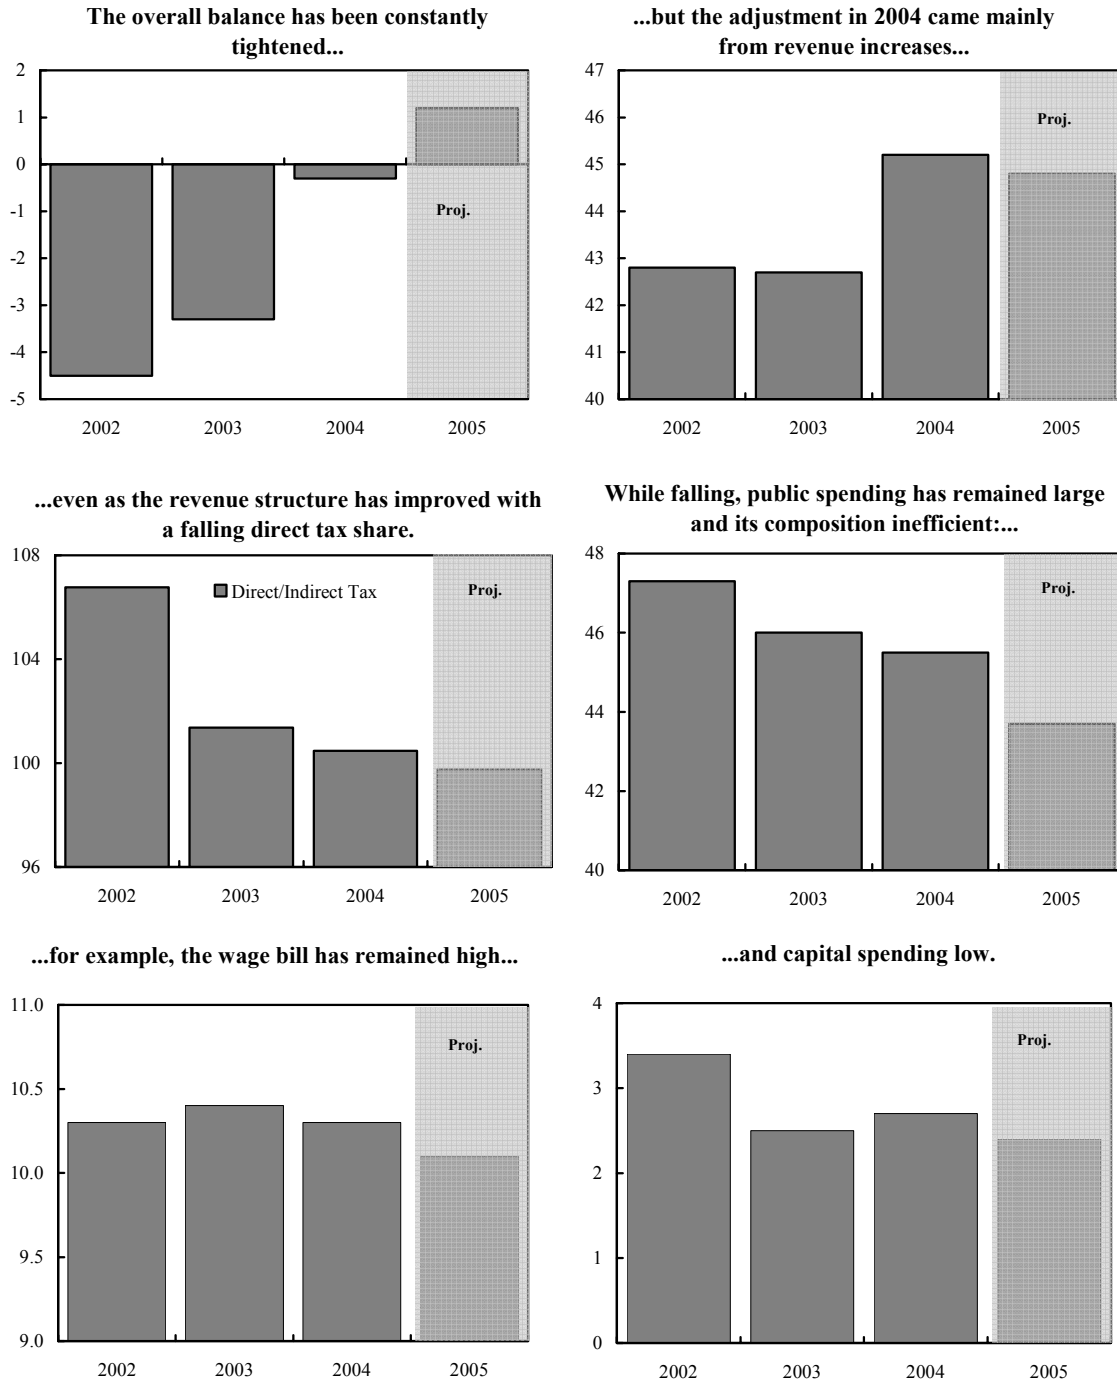 The overall balance has been constantly
tightened...
2
1
0
-1
-2
-3
-4
-5
Proj.
2002 2003 2004 2005
...but the adjustment in 2004 came mainly
from revenue increases...
47
46
45
44
43
42
41
40
Proj.
2002 2003 2004 2005
...even as the revenue structure has improved with
a falling direct tax share.
108
104
100
96
Direct/Indirect Tax
Proj.
2002 2003 2004 2005
While falling, public spending has remained large
and its composition inefficient:...
48
46
44
42
40
Proj.
2002 2003 2004 2005
...for example, the wage bill has remained high...
11.0
10.5
10.0
9.5
9.0
Proj.
2002 2003 2004 2005
...and capital spending low.
4
3
2
1
0
Proj.
2002 2003 2004 2005